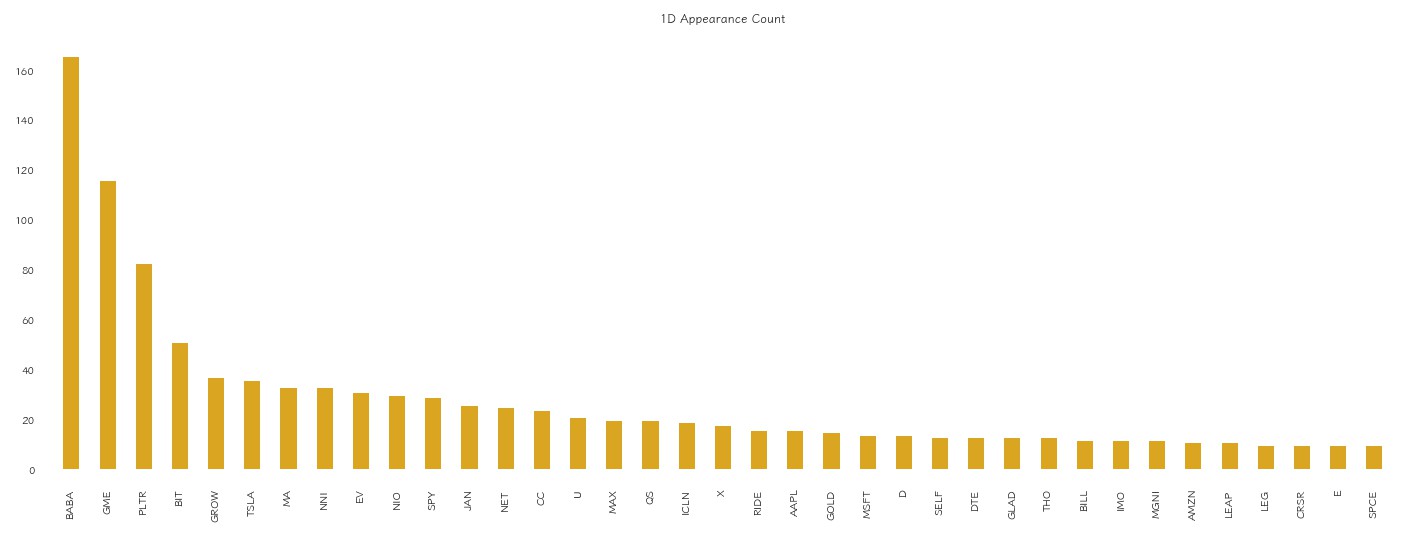 1D Appearance Count
160
140
120
100
80
60
40
20
0
BABA
GME
PLTR
BIT
GROW
TSLA
MA
NNI
EV
NIO
SPY
JAN
NET
CC
U
MAX
QS
ICLN
X
RIDE
AAPL
GOLD
MSFT
D
SELF
DTE
GLAD
THO
BILL
IMO
MGNI
AMZN
LEAP
LEG
CRSR
E
SPCE